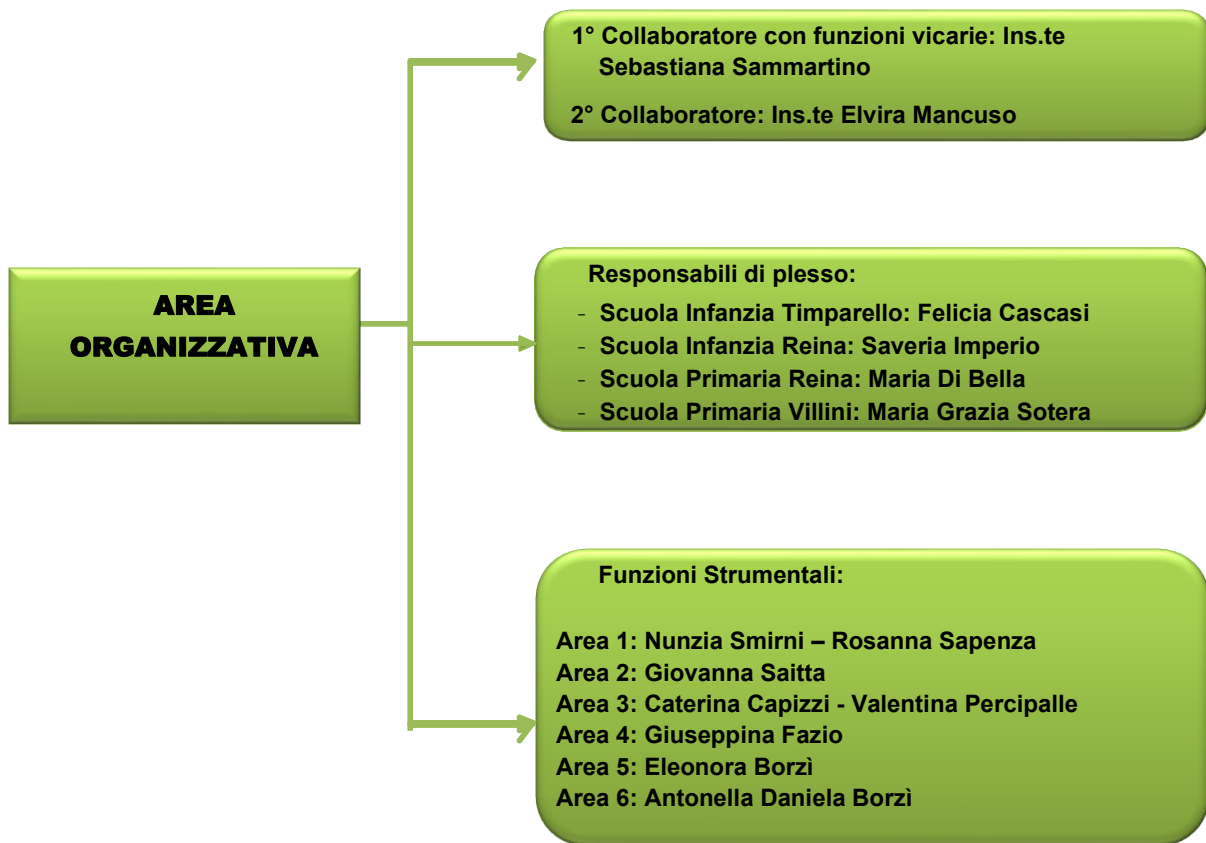 1° Collaboratore con funzioni vicarie: Ins.te
Sebastiana Sammartino
2° Collaboratore: Ins.te Elvira Mancuso
AREA
ORGANIZZATIVA
Responsabili di plesso:
- Scuola Infanzia Timparello: Felicia Cascasi
- Scuola Infanzia Reina: Saveria Imperio
- Scuola Primaria Reina: Maria Di Bella
- Scuola Primaria Villini: Maria Grazia Sotera
Funzioni Strumentali:
Area 1: Nunzia Smirni – Rosanna Sapenza
Area 2: Giovanna Saitta
Area 3: Caterina Capizzi - Valentina Percipalle
Area 4: Giuseppina Fazio
Area 5: Eleonora Borzì
Area 6: Antonella Daniela Borzì